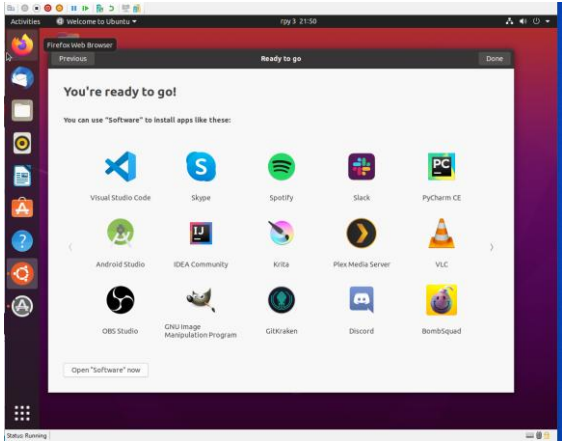 Activities Welcome to Ubuntu гру 3 21:50
Firefox Web Browser
Previous Ready to go Done
You're ready to go!
You can use "Software" to install apps like these:
Visual Studio Code Skype Spotify Slack PyCharm CE
Android Studio IDEA Community Krita Plex Media Server VLC
OBS Studio GNU Image Manipulation Program GitKraken Discord BombSquad
Open "Software" now
Status: Running